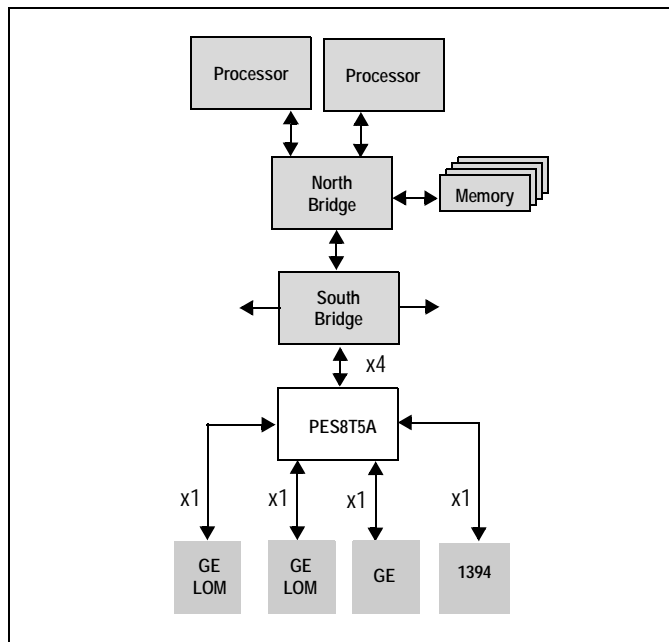 Processor
Processor
North
Bridge
Memory
South
Bridge
x4
PES8T5A
x1
x1
x1
x1
GE
LOM
GE
LOM
GE
1394